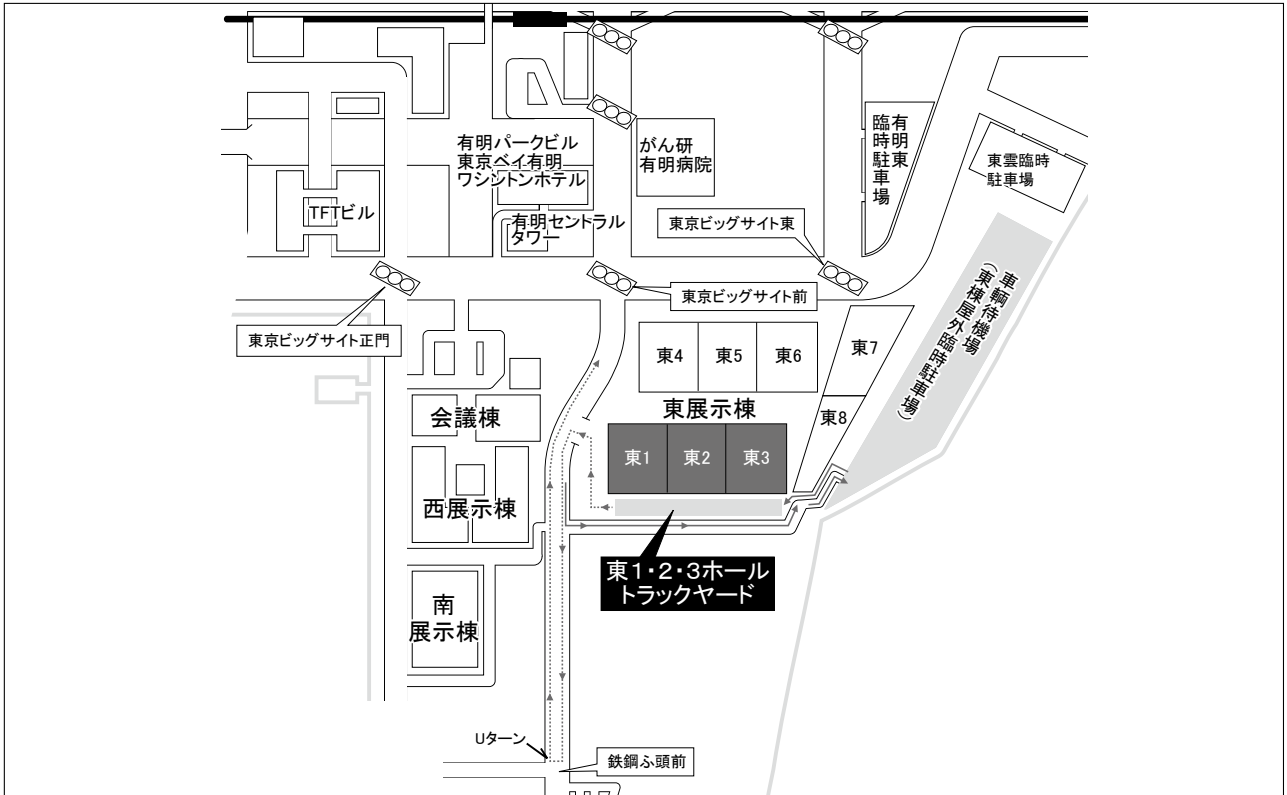 有明パークビル
東京ベイ有明
ワシントンホテル
がん研
有明病院
有明東
臨時駐車場
東雲臨時
駐車場
TFTビル
有明セントラル
タワー
東京ビッグサイト東
東京ビッグサイト前
東京ビッグサイト正門
車輌待機場
（東棟屋外臨時駐車場）
東4
東5
東6
東7
東8
東展示棟
会議棟
東1
東2
東3
西展示棟
東1・2・3ホール
トラックヤード
南
展示棟
Uターン
鉄鋼ふ頭前